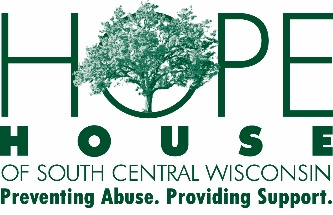 HOPE
HOUSE
OF SOUTH CENTRAL WISCONSIN
Preventing Abuse. Providing Support.